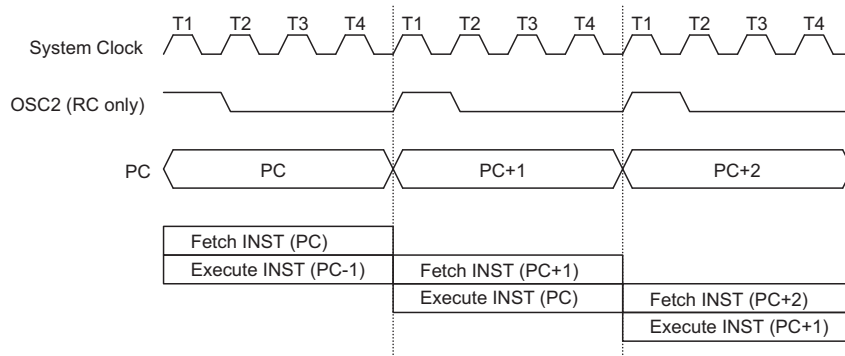 T1 T2 T3 T4 T1 T2 T3 T4 T1 T2 T3 T4
System Clock
OSC2 (RC only)
PC PC PC+1 PC+2
Fetch INST (PC)
Execute INST (PC-1) Fetch INST (PC+1)
Execute INST (PC) Fetch INST (PC+2)
Execute INST (PC+1)